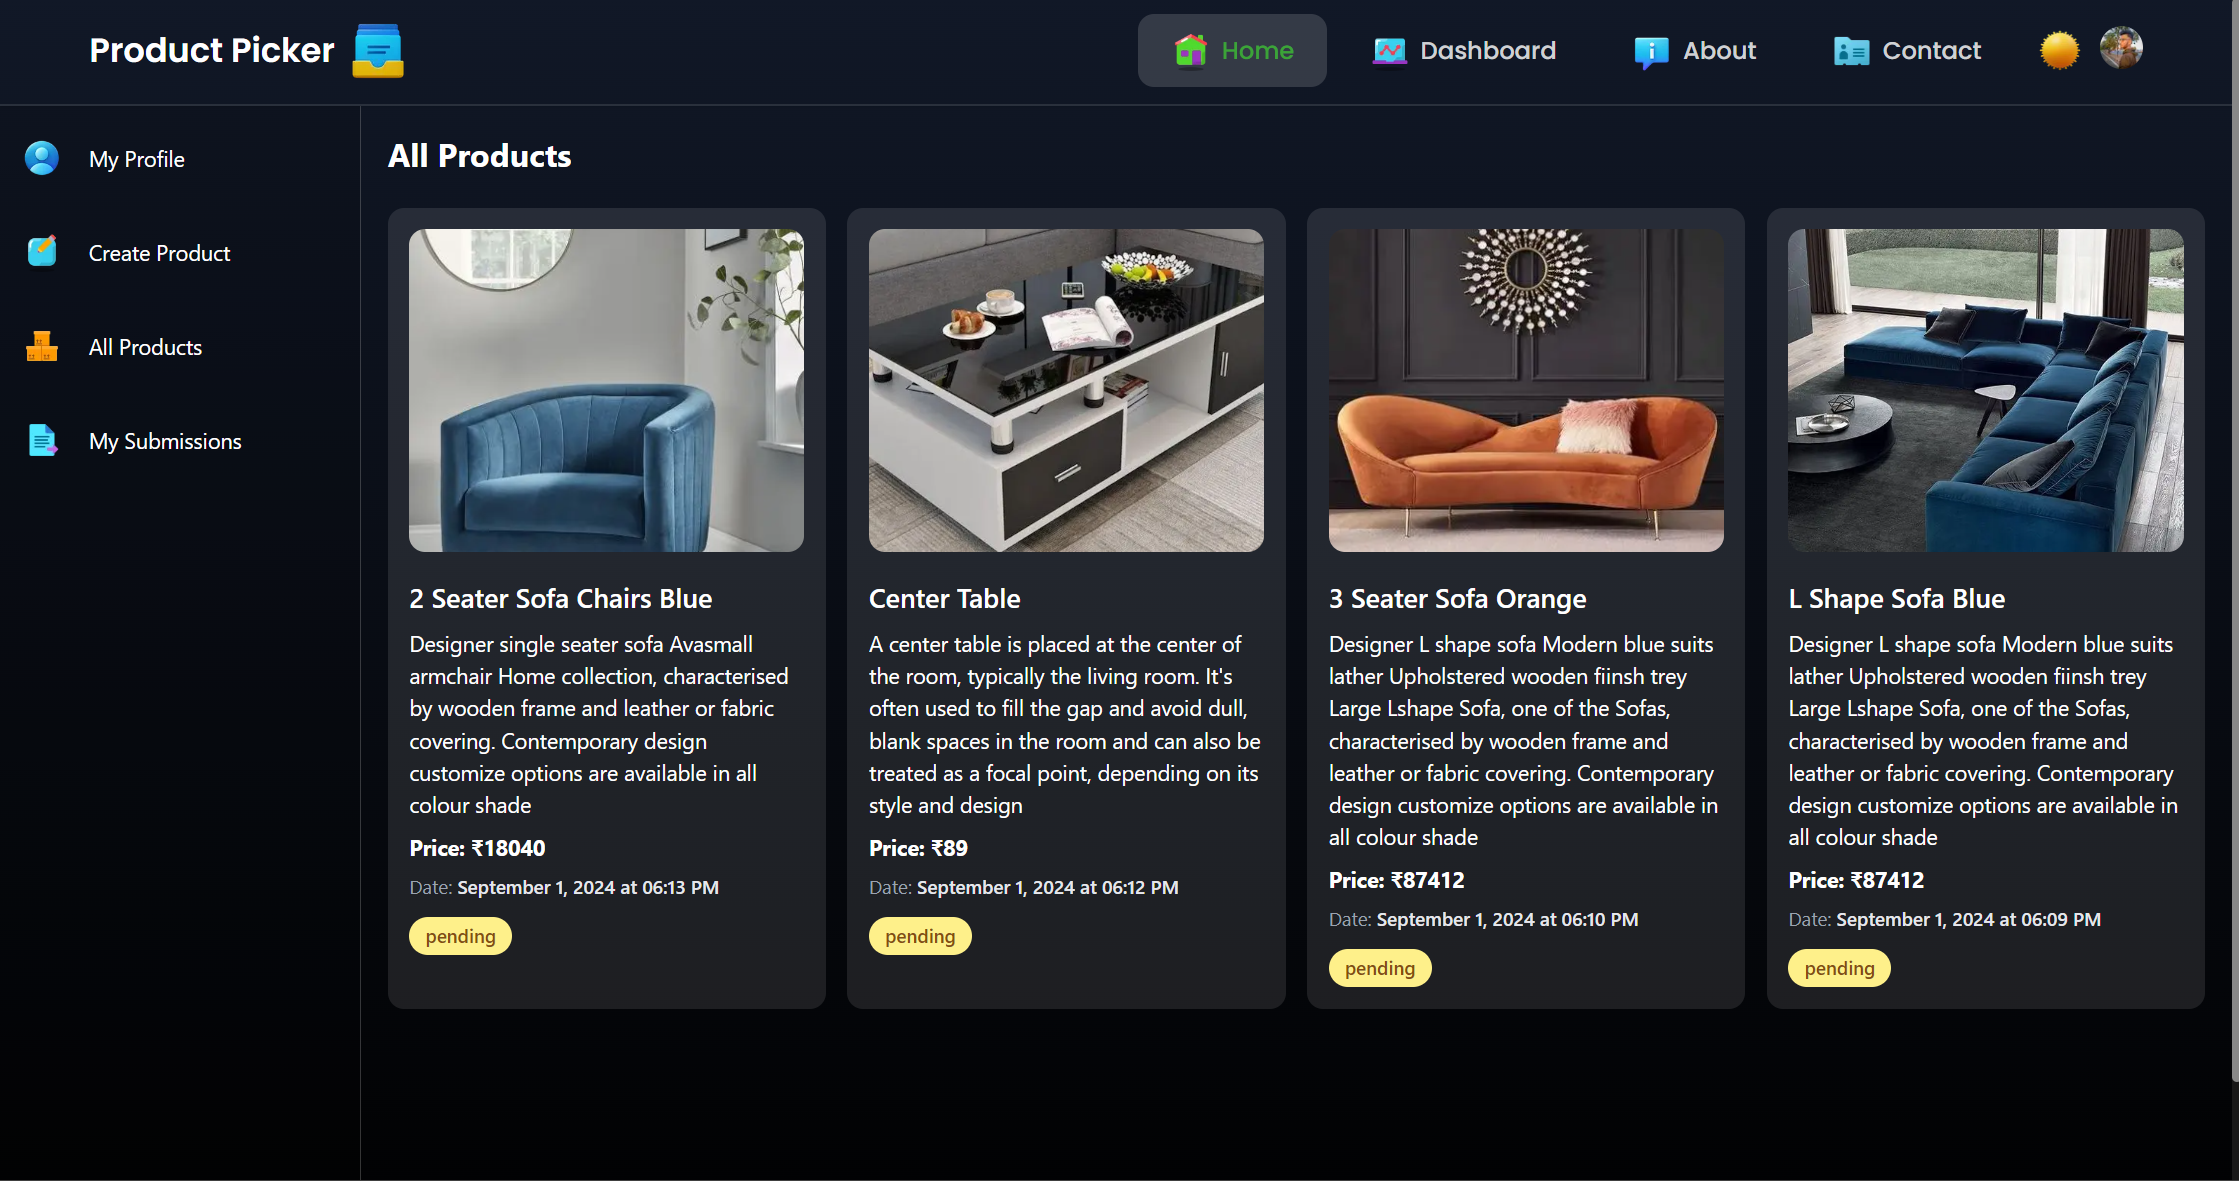 Product Picker
Home
Dashboard
About
Contact
My Profile
Create Product
All Products
My Submissions
All Products
2 Seater Sofa Chairs Blue
Designer single seater sofa Avasmall
armchair Home collection, characterised
by wooden frame and leather or fabric
covering. Contemporary design
customize options are available in all
colour shade
Price: ₹18040
Date: September 1, 2024 at 06:13 PM
pending
Center Table
A center table is placed at the center of
the room, typically the living room. It's
often used to fill the gap and avoid dull,
blank spaces in the room and can also be
treated as a focal point, depending on its
style and design
Price: ₹89
Date: September 1, 2024 at 06:12 PM
pending
3 Seater Sofa Orange
Designer L shape sofa Modern blue suits
lather Upholstered wooden fiinsh trey
Large Lshape Sofa, one of the Sofas,
characterised by wooden frame and
leather or fabric covering. Contemporary
design customize options are available in
all colour shade
Price: ₹87412
Date: September 1, 2024 at 06:10 PM
pending
L Shape Sofa Blue
Designer L shape sofa Modern blue suits
lather Upholstered wooden fiinsh trey
Large Lshape Sofa, one of the Sofas,
characterised by wooden frame and
leather or fabric covering. Contemporary
design customize options are available in
all colour shade
Price: ₹87412
Date: September 1, 2024 at 06:09 PM
pending